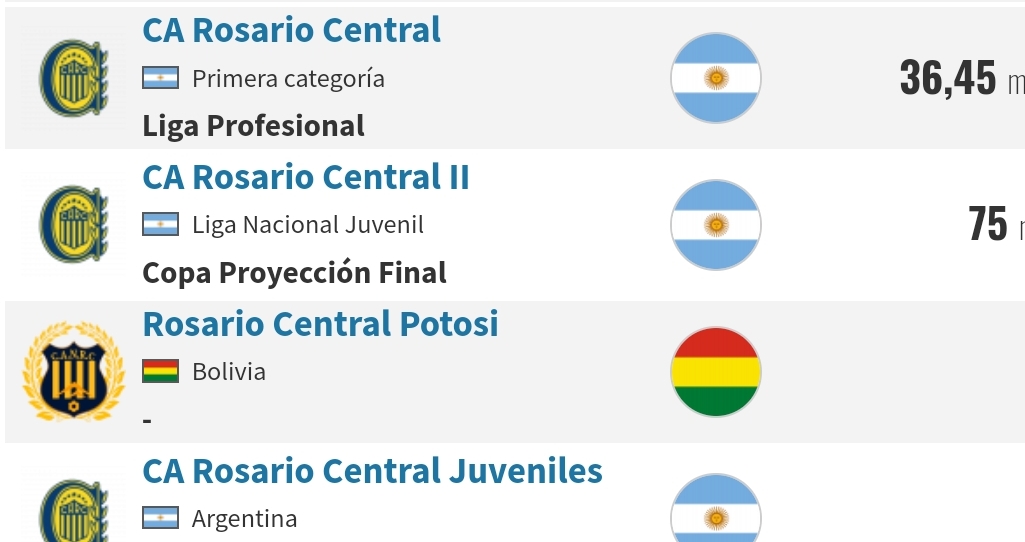 CA Rosario Central
Primera categoría
Liga Profesional
36,45 m
CA Rosario Central II
Liga Nacional Juvenil
Copa Proyección Final
75
Rosario Central Potosi
Bolivia
-
C.A.N.R.C
CA Rosario Central Juveniles
Argentina